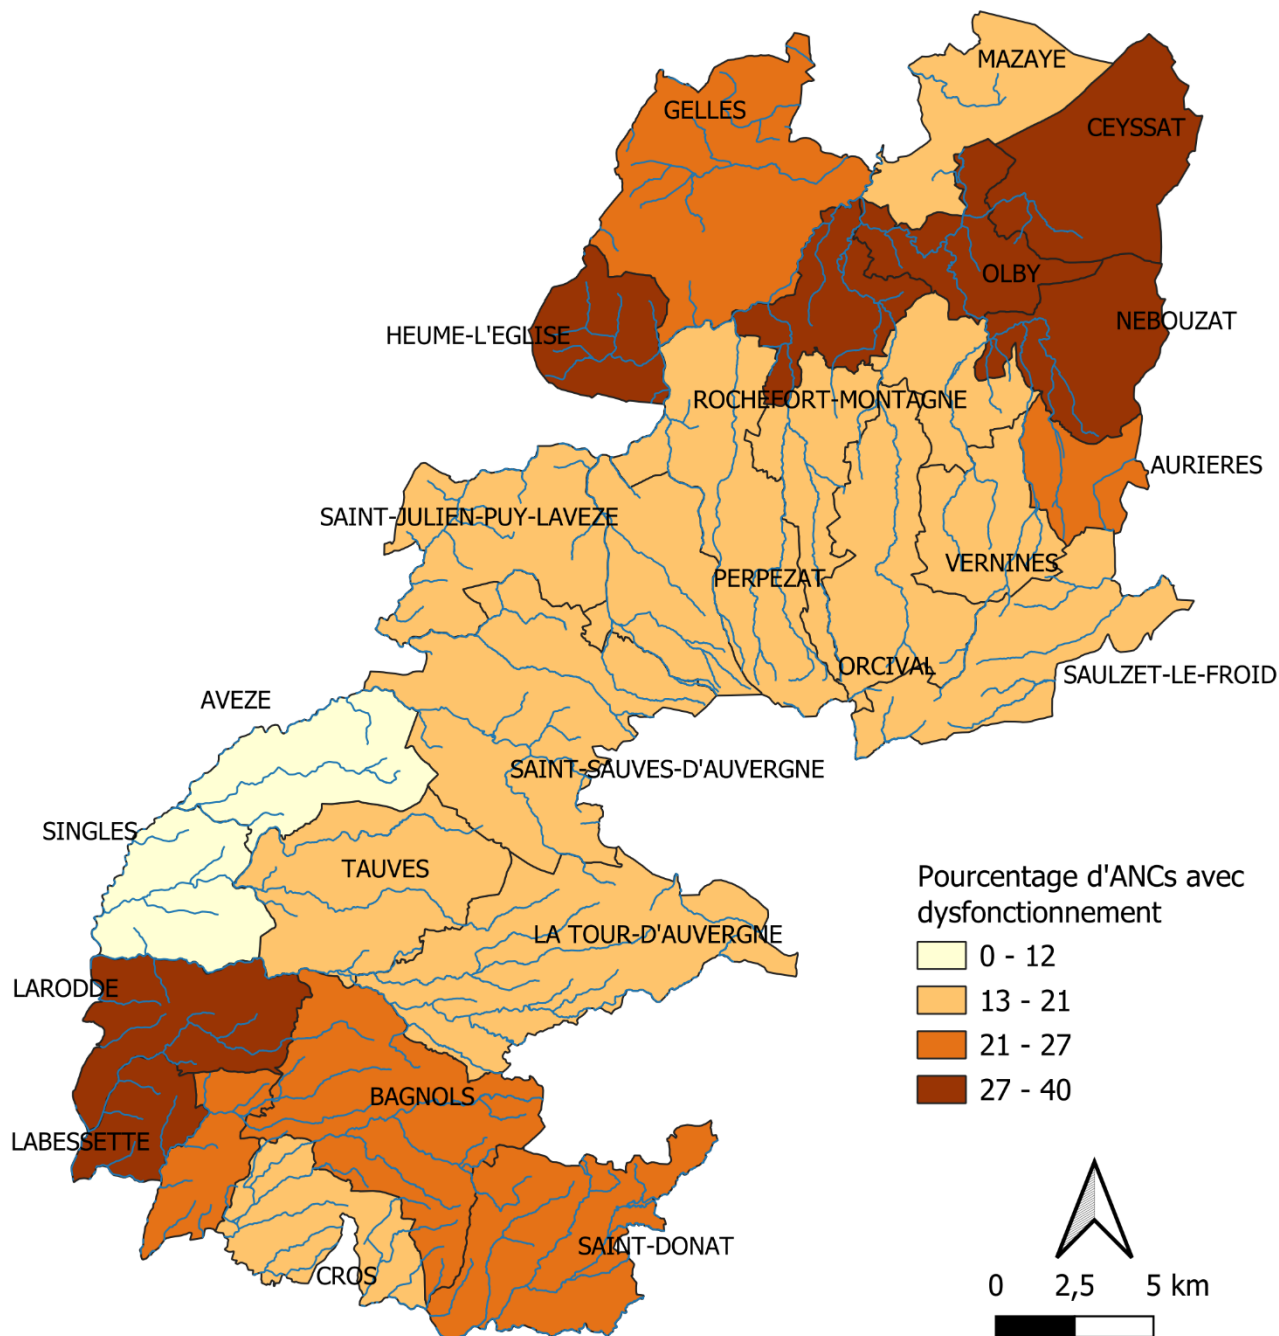 MAZAYE
GELLES
CEYSSAT
OLBY
NEBOUZAT
HEUME-L'EGLISE
ROCHEFORT-MONTAGNE
AURIERES
SAINT-JULIEN-PUY-LAVEZE
VERNINES
PERPEZAT
ORCIVAL
SAULZET-LE-FROID
AVEZE
SAINT-SAUVES-D'AUVERGNE
SINGLES
TAUVES
LA TOUR-D'AUVERGNE
LARODDE
BAGNOLS
LABESSETTE
SAINT-DONAT
CROS
Pourcentage d'ANCs avec
dysfonctionnement
0 - 12
13 - 21
21 - 27
27 - 40
0 2,5 5 km